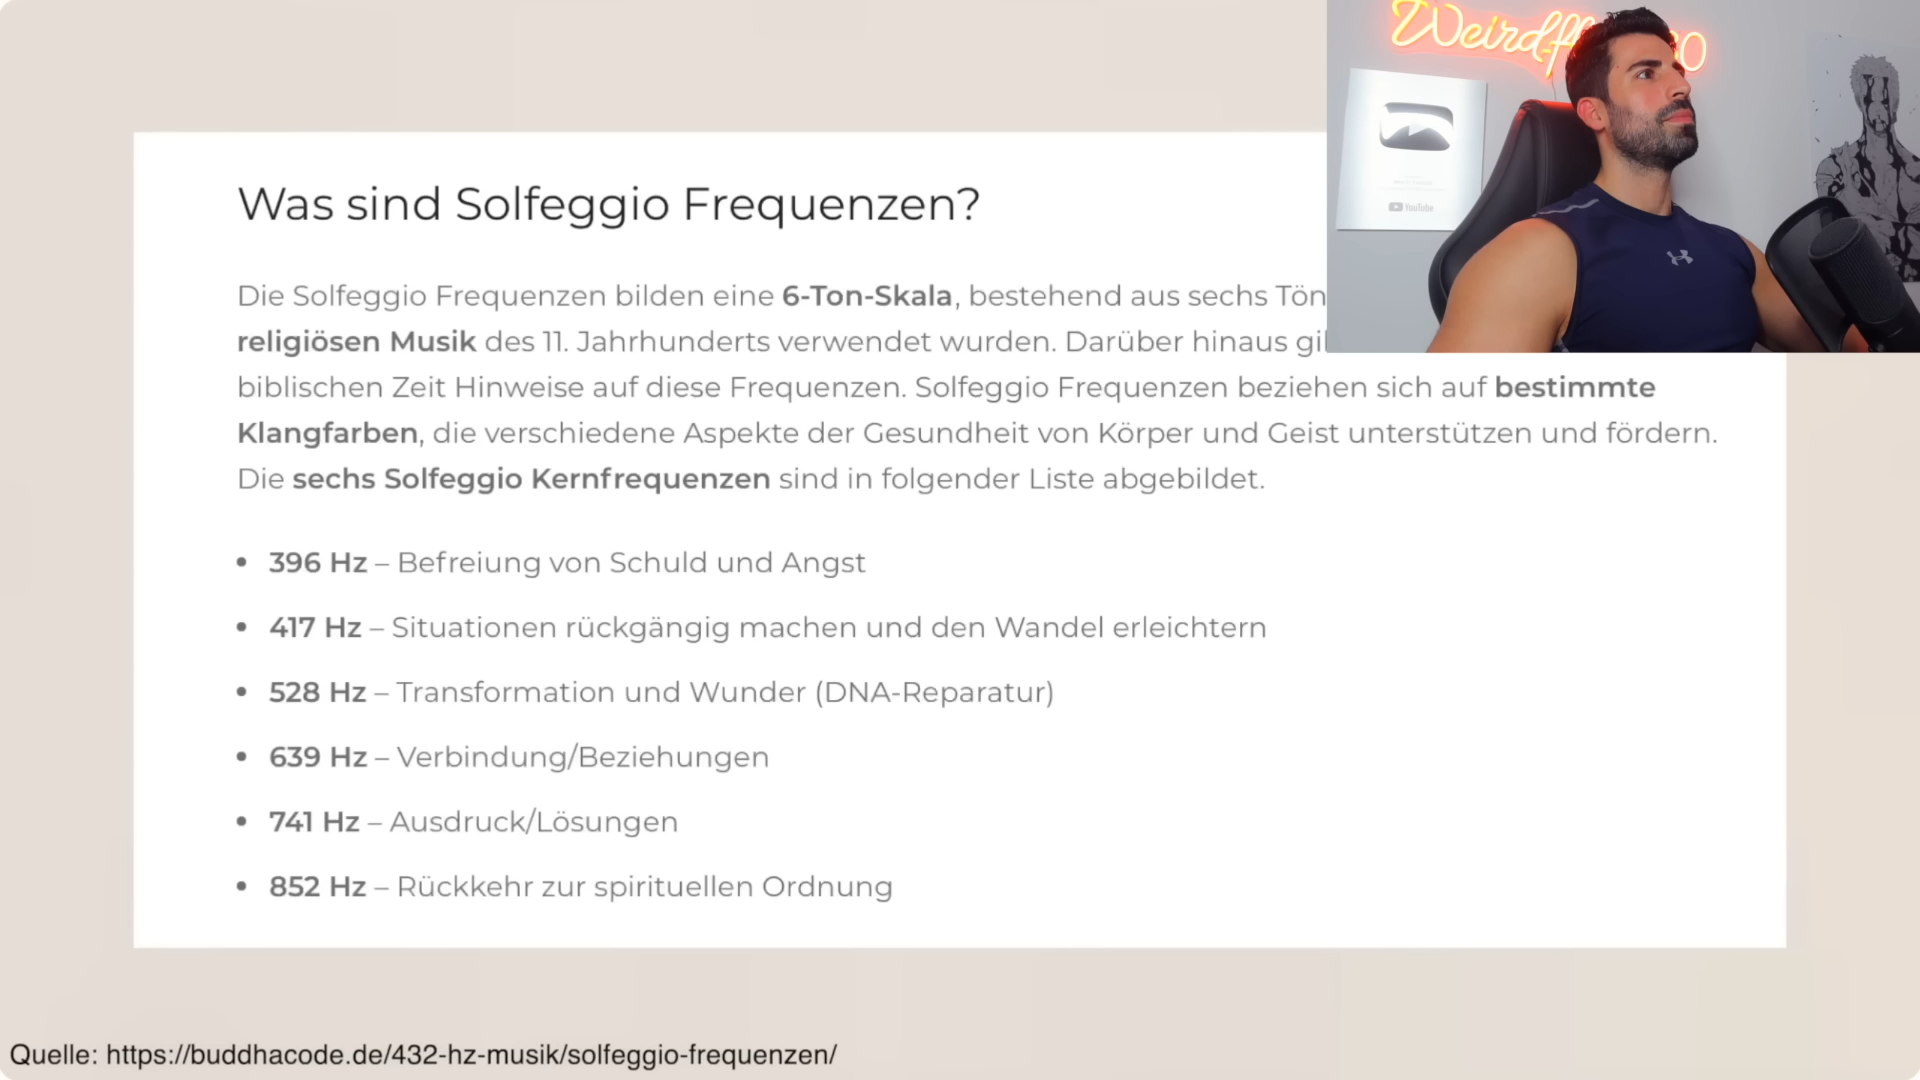 Weirdf
Was sind Solfeggio Frequenzen?
YouTube
Die Solfeggio Frequenzen bilden eine 6-Ton-Skala, bestehend aus sechs Tön
religiösen Musik des 11. Jahrhunderts verwendet wurden. Darüber hinaus gi
biblischen Zeit Hinweise auf diese Frequenzen. Solfeggio Frequenzen beziehen sich auf bestimmte
Klangfarben, die verschiedene Aspekte der Gesundheit von Körper und Geist unterstützen und fördern.
Die sechs Solfeggio Kernfrequenzen sind in folgender Liste abgebildet.
• 396 Hz – Befreiung von Schuld und Angst
• 417 Hz – Situationen rückgängig machen und den Wandel erleichtern
• 528 Hz – Transformation und Wunder (DNA-Reparatur)
• 639 Hz – Verbindung/Beziehungen
• 741 Hz – Ausdruck/Lösungen
• 852 Hz – Rückkehr zur spirituellen Ordnung
Quelle: https://buddhacode.de/432-hz-musik/solfeggio-frequenzen/